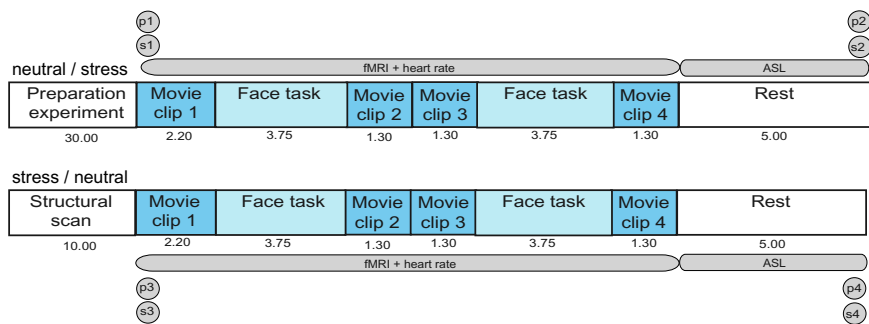 p1 p2
s1 s2
fMRI + heart rate ASL
neutral / stress
Preparation Movie Face task Movie Movie Face task Movie Rest
experiment clip 1 clip 2 clip 3 clip 4
30.00 2.20 3.75 1.30 1.30 3.75 1.30 5.00
stress / neutral
Structural Movie Face task Movie Movie Face task Movie Rest
scan clip 1 clip 2 clip 3 clip 4
10.00 2.20 3.75 1.30 1.30 3.75 1.30 5.00
fMRI + heart rate ASL
p3 p4
s3 s4